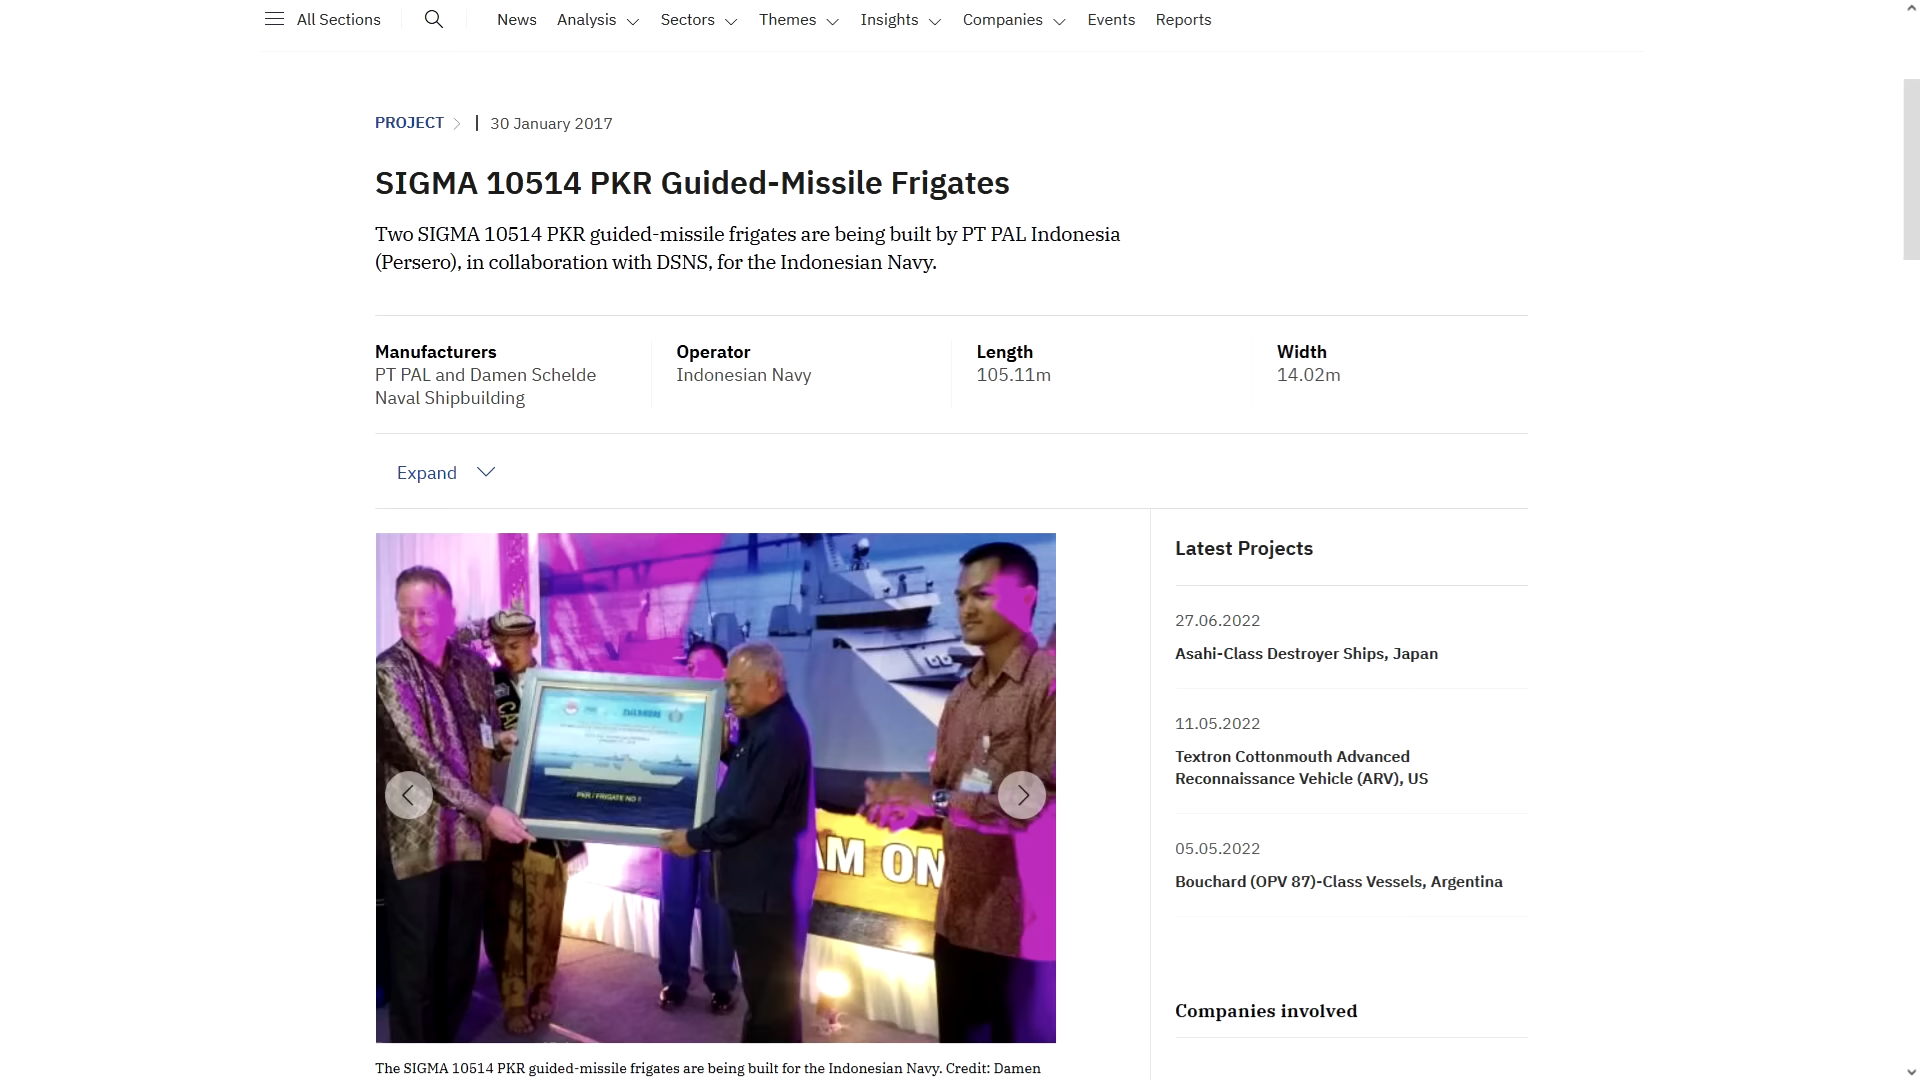 All Sections
News
Analysis
Sectors
Themes
Insights
Companies
Events
Reports
PROJECT
30 January 2017
SIGMA 10514 PKR Guided-Missile Frigates
Two SIGMA 10514 PKR guided-missile frigates are being built by PT PAL Indonesia
(Persero), in collaboration with DSNS, for the Indonesian Navy.
Manufacturers
PT PAL and Damen Schelde
Naval Shipbuilding
Operator
Indonesian Navy
Length
105.11m
Width
14.02m
Expand
PKR / FRIGATE NO 1
AM ON
The SIGMA 10514 PKR guided-missile frigates are being built for the Indonesian Navy. Credit: Damen
Latest Projects
27.06.2022
Asahi-Class Destroyer Ships, Japan
11.05.2022
Textron Cottonmouth Advanced
Reconnaissance Vehicle (ARV), US
05.05.2022
Bouchard (OPV 87)-Class Vessels, Argentina
Companies involved